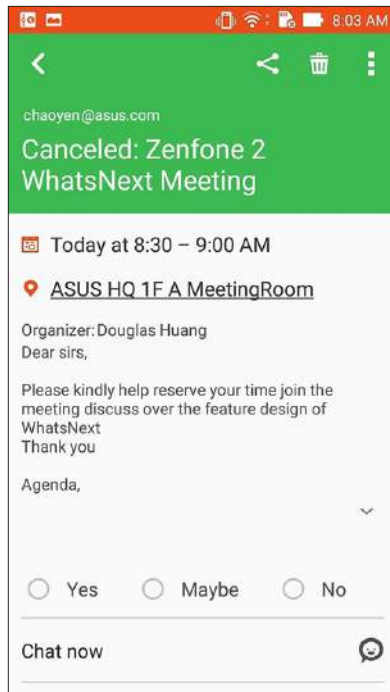 8:03 AM
chaoyen@asus.com
Canceled: Zenfone 2
WhatsNext Meeting
Today at 8:30 – 9:00 AM
ASUS HQ 1F A MeetingRoom
Organizer: Douglas Huang
Dear sirs,
Please kindly help reserve your time join the
meeting discuss over the feature design of
WhatsNext
Thank you
Agenda,
Yes Maybe No
Chat now